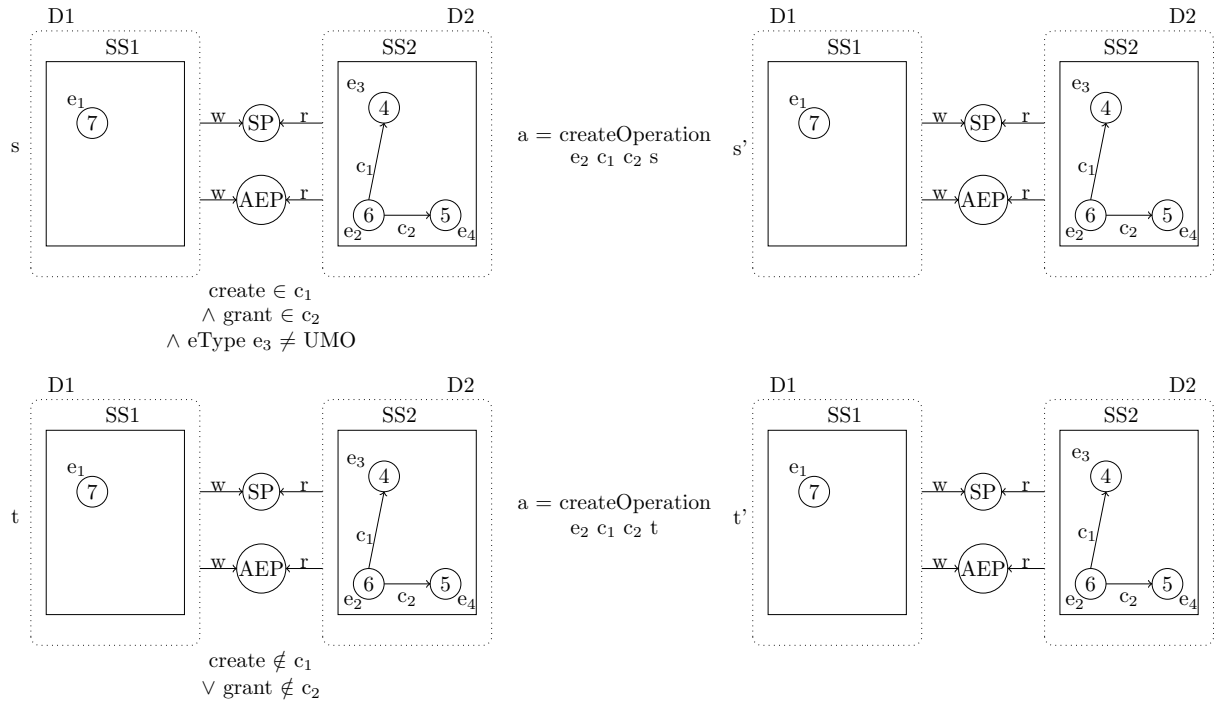 D1 D2 D1 D2
SS1 SS2 SS1 SS2
e3 4 e3 4
e1 7 w SP r e1 7 w SP r
a = createOperation
s s'
e2 c1 c2 s
c1 c1
w AEP r w AEP r
6 5 6 5
e2 c2 e4 e2 c2 e4
create ∈ c1
∧ grant ∈ c2
∧ eType e3 ≠ UMO
D1 D2 D1 D2
SS1 SS2 SS1 SS2
e3 4 e3 4
e1 7 w SP r e1 7 w SP r
a = createOperation
t t'
e2 c1 c2 t
c1 c1
w AEP r w AEP r
6 5 6 5
e2 c2 e4 e2 c2 e4
create ∉ c1
∨ grant ∉ c2